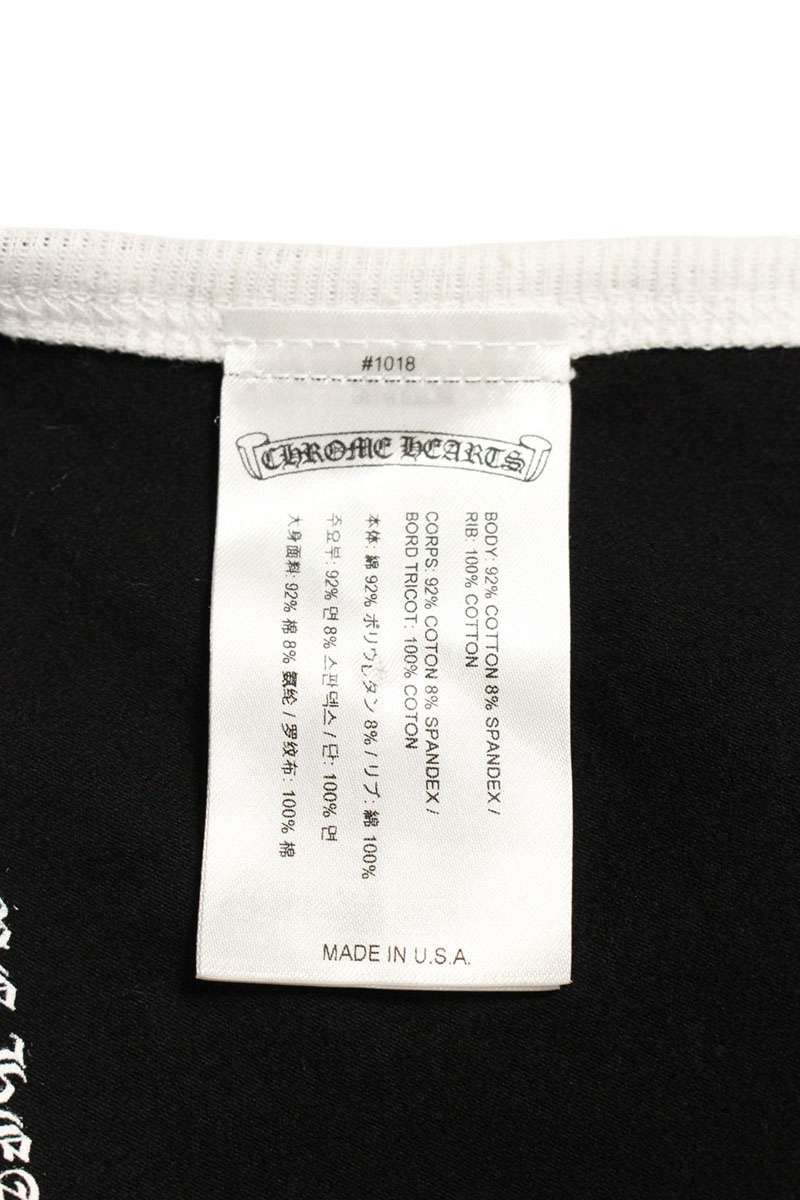 #1018
CHROME HEARTS
BODY: 92% COTTON 8% SPANDEX /
RIB: 100% COTTON
CORPS: 92% COTON 8% SPANDEX /
BORD TRICOT: 100% COTON
本体: 綿 92% ポリウレタン 8% / リブ: 綿 100%
주요부: 92% 면 8% 스판덱스 / 단: 100% 면
大身面料: 92% 棉 8% 氨纶 / 罗纹布: 100% 棉
MADE IN U.S.A.